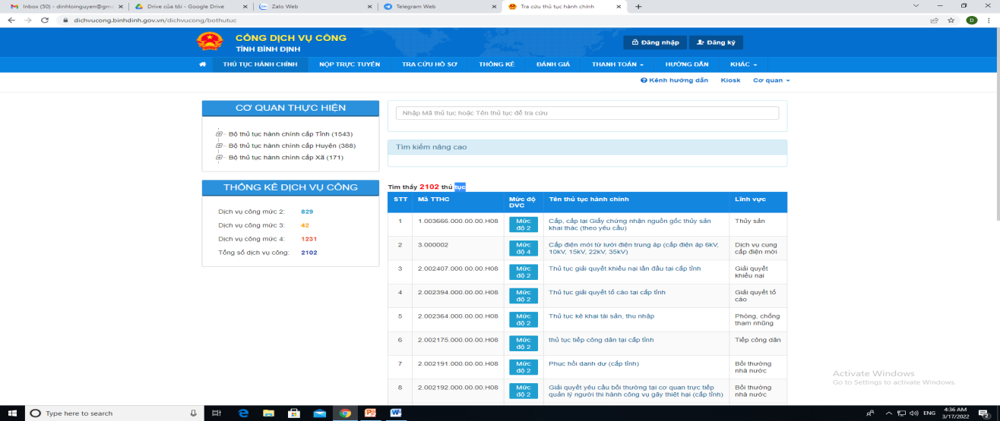 Inbox (50) - dinhloinguyen@gm
Drive của tôi - Google Drive
Zalo Web
Telegram Web
Tra cứu thủ tục hành chính
dichvucong.binhdinh.gov.vn/dichvucong/bothutuc
D
CỔNG DỊCH VỤ CÔNG
TỈNH BÌNH ĐỊNH
Đăng nhập
Đăng ký
THỦ TỤC HÀNH CHÍNH
NỘP TRỰC TUYẾN
TRA CỨU HỒ SƠ
THỐNG KÊ
ĐÁNH GIÁ
THANH TOÁN
HƯỚNG DẪN
KHÁC
Kênh hướng dẫn
Kiosk
Cơ quan
CƠ QUAN THỰC HIỆN
Bộ thủ tục hành chính cấp Tỉnh (1543)
Bộ thủ tục hành chính cấp Huyện (388)
Bộ thủ tục hành chính cấp Xã (171)
THỐNG KÊ DỊCH VỤ CÔNG
Dịch vụ công mức 2: 829
Dịch vụ công mức 3: 42
Dịch vụ công mức 4: 1231
Tổng số dịch vụ công: 2102
Nhập Mã thủ tục hoặc Tên thủ tục để tra cứu
Tìm kiếm nâng cao
Tìm thấy 2102 thủ tục
STT Mã TTHC Mức độ DVC Tên thủ tục hành chính Lĩnh vực
1 1.003666.000.00.00.H08 Mức độ 2 Cấp, cấp lại Giấy chứng nhận nguồn gốc thủy sản khai thác (theo yêu cầu) Thủy sản
2 3.000002 Mức độ 4 Cấp điện mới từ lưới điện trung áp (cấp điện áp 6kV, 10kV, 15kV, 22kV, 35kV) Dịch vụ cung cấp điện mới
3 2.002407.000.00.00.H08 Mức độ 2 Thủ tục giải quyết khiếu nại lần đầu tại cấp tỉnh Giải quyết khiếu nại
4 2.002394.000.00.00.H08 Mức độ 2 Thủ tục giải quyết tố cáo tại cấp tỉnh Giải quyết tố cáo
5 2.002364.000.00.00.H08 Mức độ 2 Thủ tục kê khai tài sản, thu nhập Phòng, chống tham nhũng
6 2.002175.000.00.00.H08 Mức độ 2 thủ tục tiếp công dân tại cấp tỉnh Tiếp công dân
7 2.002191.000.00.00.H08 Mức độ 2 Phục hồi danh dự (cấp tỉnh) Bồi thường nhà nước
8 2.002192.000.00.00.H08 Mức độ 2 Giải quyết yêu cầu bồi thường tại cơ quan trực tiếp quản lý người thi hành công vụ gây thiệt hại (cấp tỉnh) Bồi thường nhà nước
Activate Windows
Go to Settings to activate Windows.
Type here to search
ENG
4:36 AM
3/17/2022